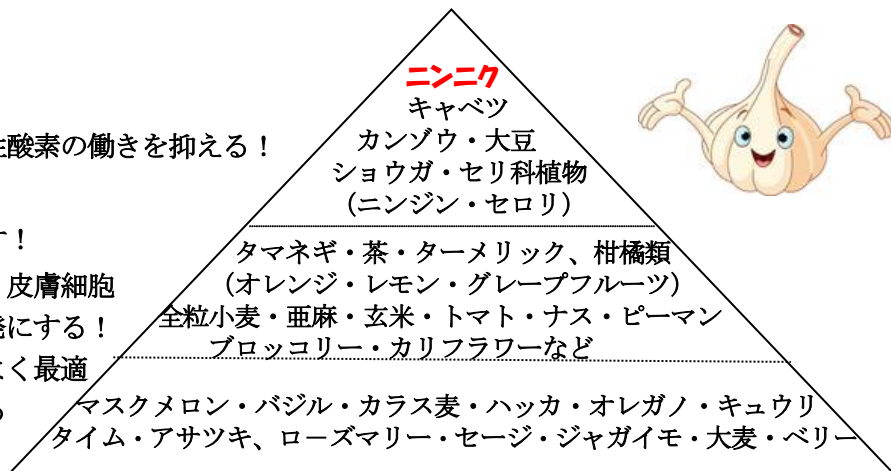 ニンニク
キャベツ
性酸素の働きを抑える！
カンゾウ・大豆
ショウガ・セリ科植物
（ニンジン・セロリ）
す！
タマネギ・茶・ターメリック、柑橘類
皮膚細胞
（オレンジ・レモン・グレープフルーツ）
発にする！
全粒小麦・亜麻・玄米・トマト・ナス・ピーマン
ブロッコリー・カリフラワーなど
よく最適
マスクメロン・バジル・カラス麦・ハッカ・オレガノ・キュウリ
タイム・アサツキ、ローズマリー・セージ・ジャガイモ・大麦・ベリー